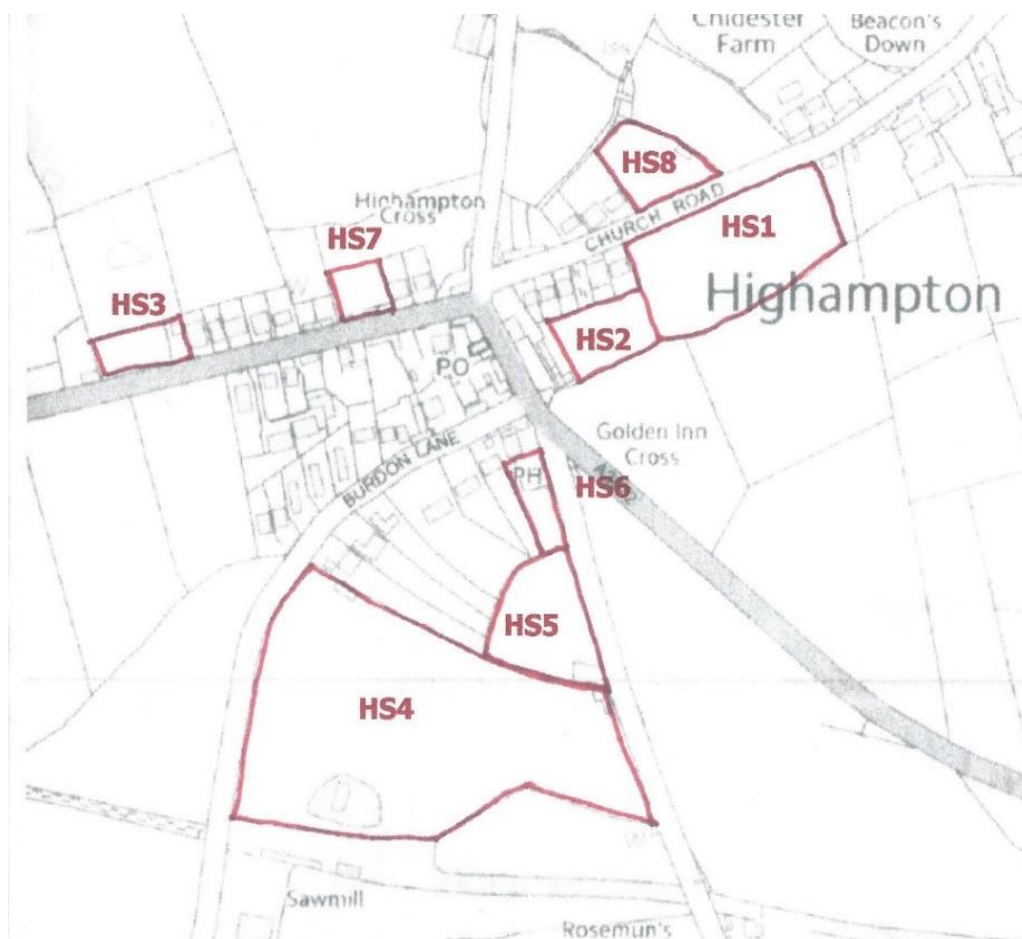 Chidester
Farm
Beacon's
Down
HS8
Highampton
Cross
CHURCH ROAD
HS1
HS7
HS3
Highampton
HS2
PO
Golden Inn
Cross
BURDON LANE
PH
HS6
HS5
HS4
W
Sawmill
Rosemun's